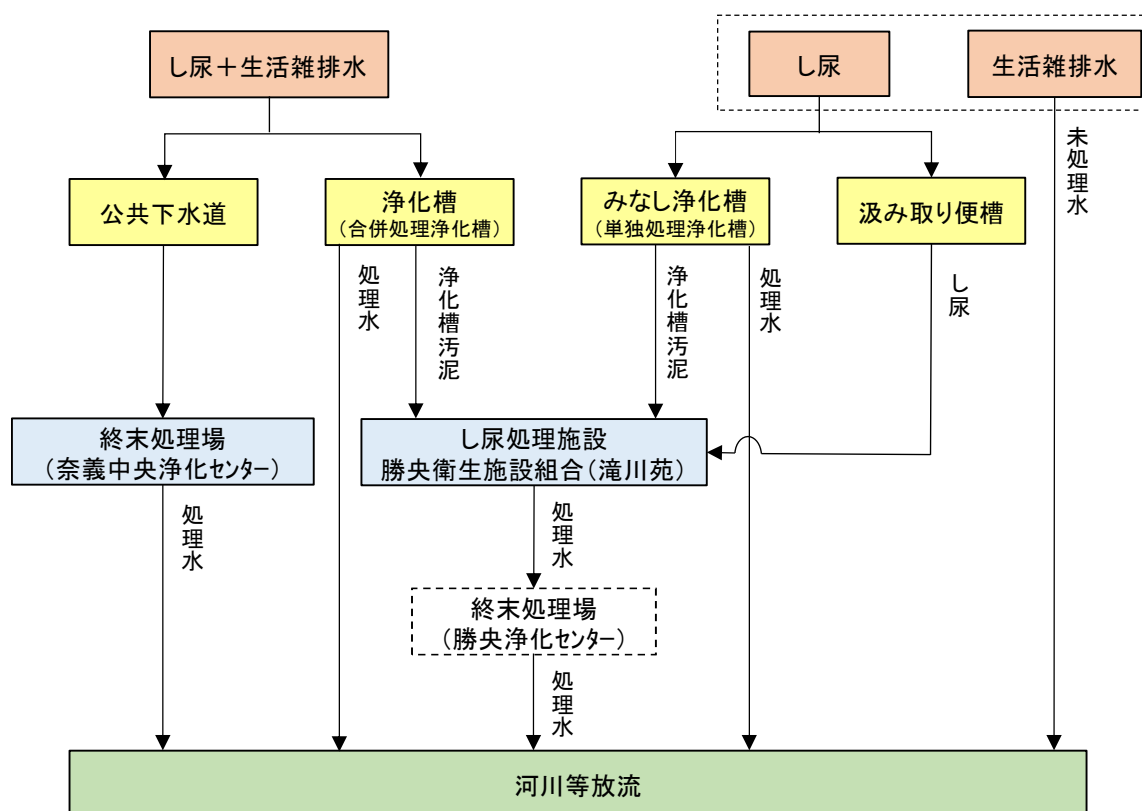 し尿＋生活雑排水
し尿
生活雑排水
未処理水
公共下水道
浄化槽
（合併処理浄化槽）
みなし浄化槽
（単独処理浄化槽）
汲み取り便槽
処理水
浄化槽汚泥
浄化槽汚泥
処理水
し尿
終末処理場
（奈義中央浄化センター）
し尿処理施設
勝央衛生施設組合（滝川苑）
処理水
処理水
終末処理場
（勝央浄化センター）
処理水
河川等放流